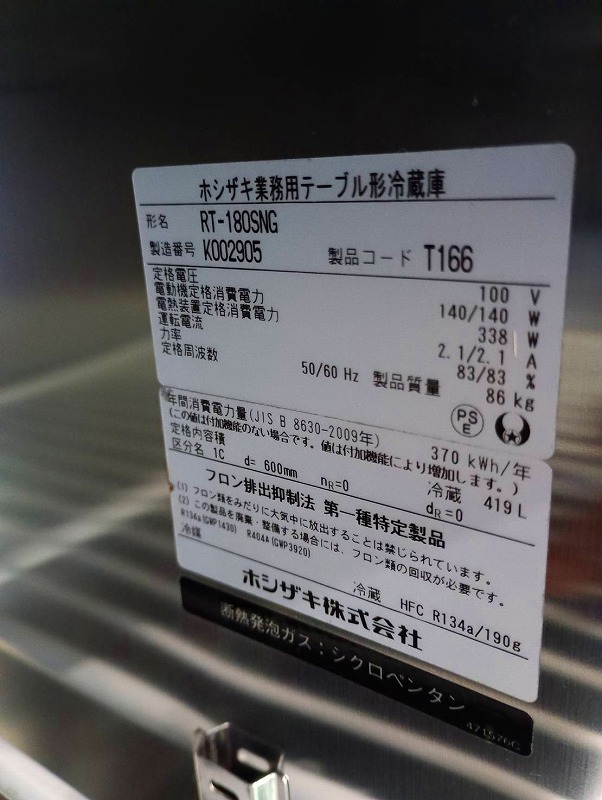 ホシザキ業務用テーブル形冷蔵庫
形名 RT-180SNG
製造番号 K002905 製品コード T166
定格電圧 100 V
電動機定格消費電力 140/140 W
電熱装置定格消費電力 338 W
運転電流 2.1/2.1 A
力率 83/83 %
定格周波数 50/60 Hz 製品質量 86 kg
PS
E
年間消費電力量(JIS B 8630-2009年) 370 kWh/年
(この値は付加機能のない場合です。値は付加機能により増加します。)
定格内容積 冷蔵 419 L
区分名 1C d= 600mm nR=0 dR=0
フロン排出抑制法 第一種特定製品
(1) フロン類をみだりに大気中に放出することは禁じられています。
(2) この製品を廃棄・整備する場合には、フロン類の回収が必要です。
R134a(GWP1430) R404A(GWP3920)
冷媒 冷蔵 HFC R134a/190g
ホシザキ株式会社
断熱発泡ガス:シクロペンタン
471576C